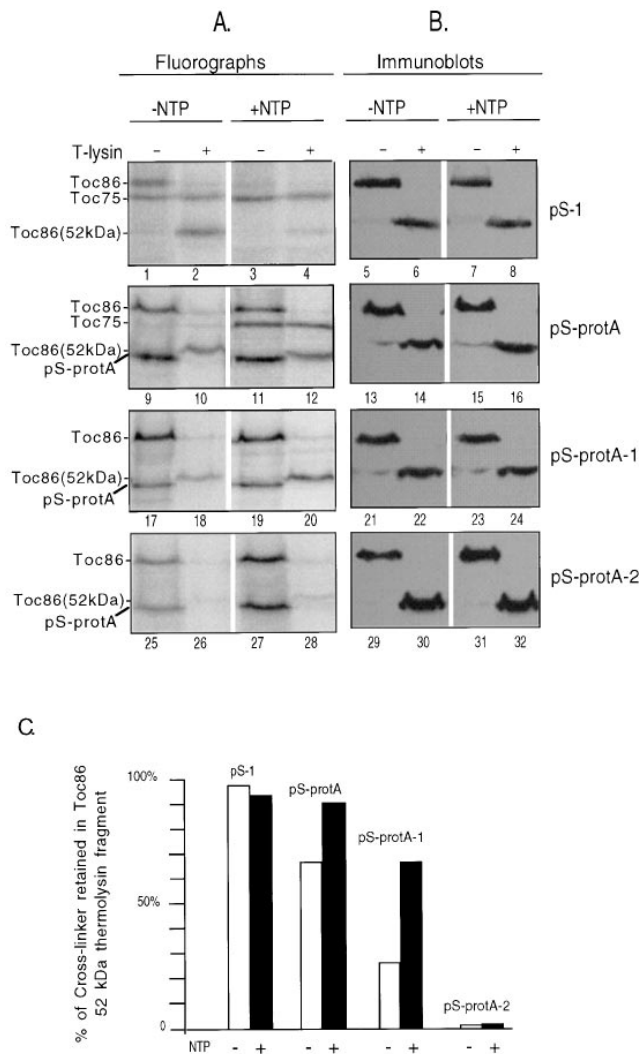 A. B.
Fluorographs Immunoblots
-NTP +NTP -NTP +NTP
T-lysin – + – + – + – +
Toc86-
Toc75-
Toc86(52kDa)-
pS-1
1 2 3 4 5 6 7 8
Toc86-
Toc75-
Toc86(52kDa)-
pS-protA
pS-protA
9 10 11 12 13 14 15 16
Toc86-
Toc86(52kDa)-
pS-protA
pS-protA-1
17 18 19 20 21 22 23 24
Toc86-
Toc86(52kDa)-
pS-protA
pS-protA-2
25 26 27 28 29 30 31 32
C.
% of Cross-linker retained in Toc86
52 kDa thermolysin fragment
100%
50%
0
pS-1
pS-protA
pS-protA-1
pS-protA-2
NTP - + - + - + - +